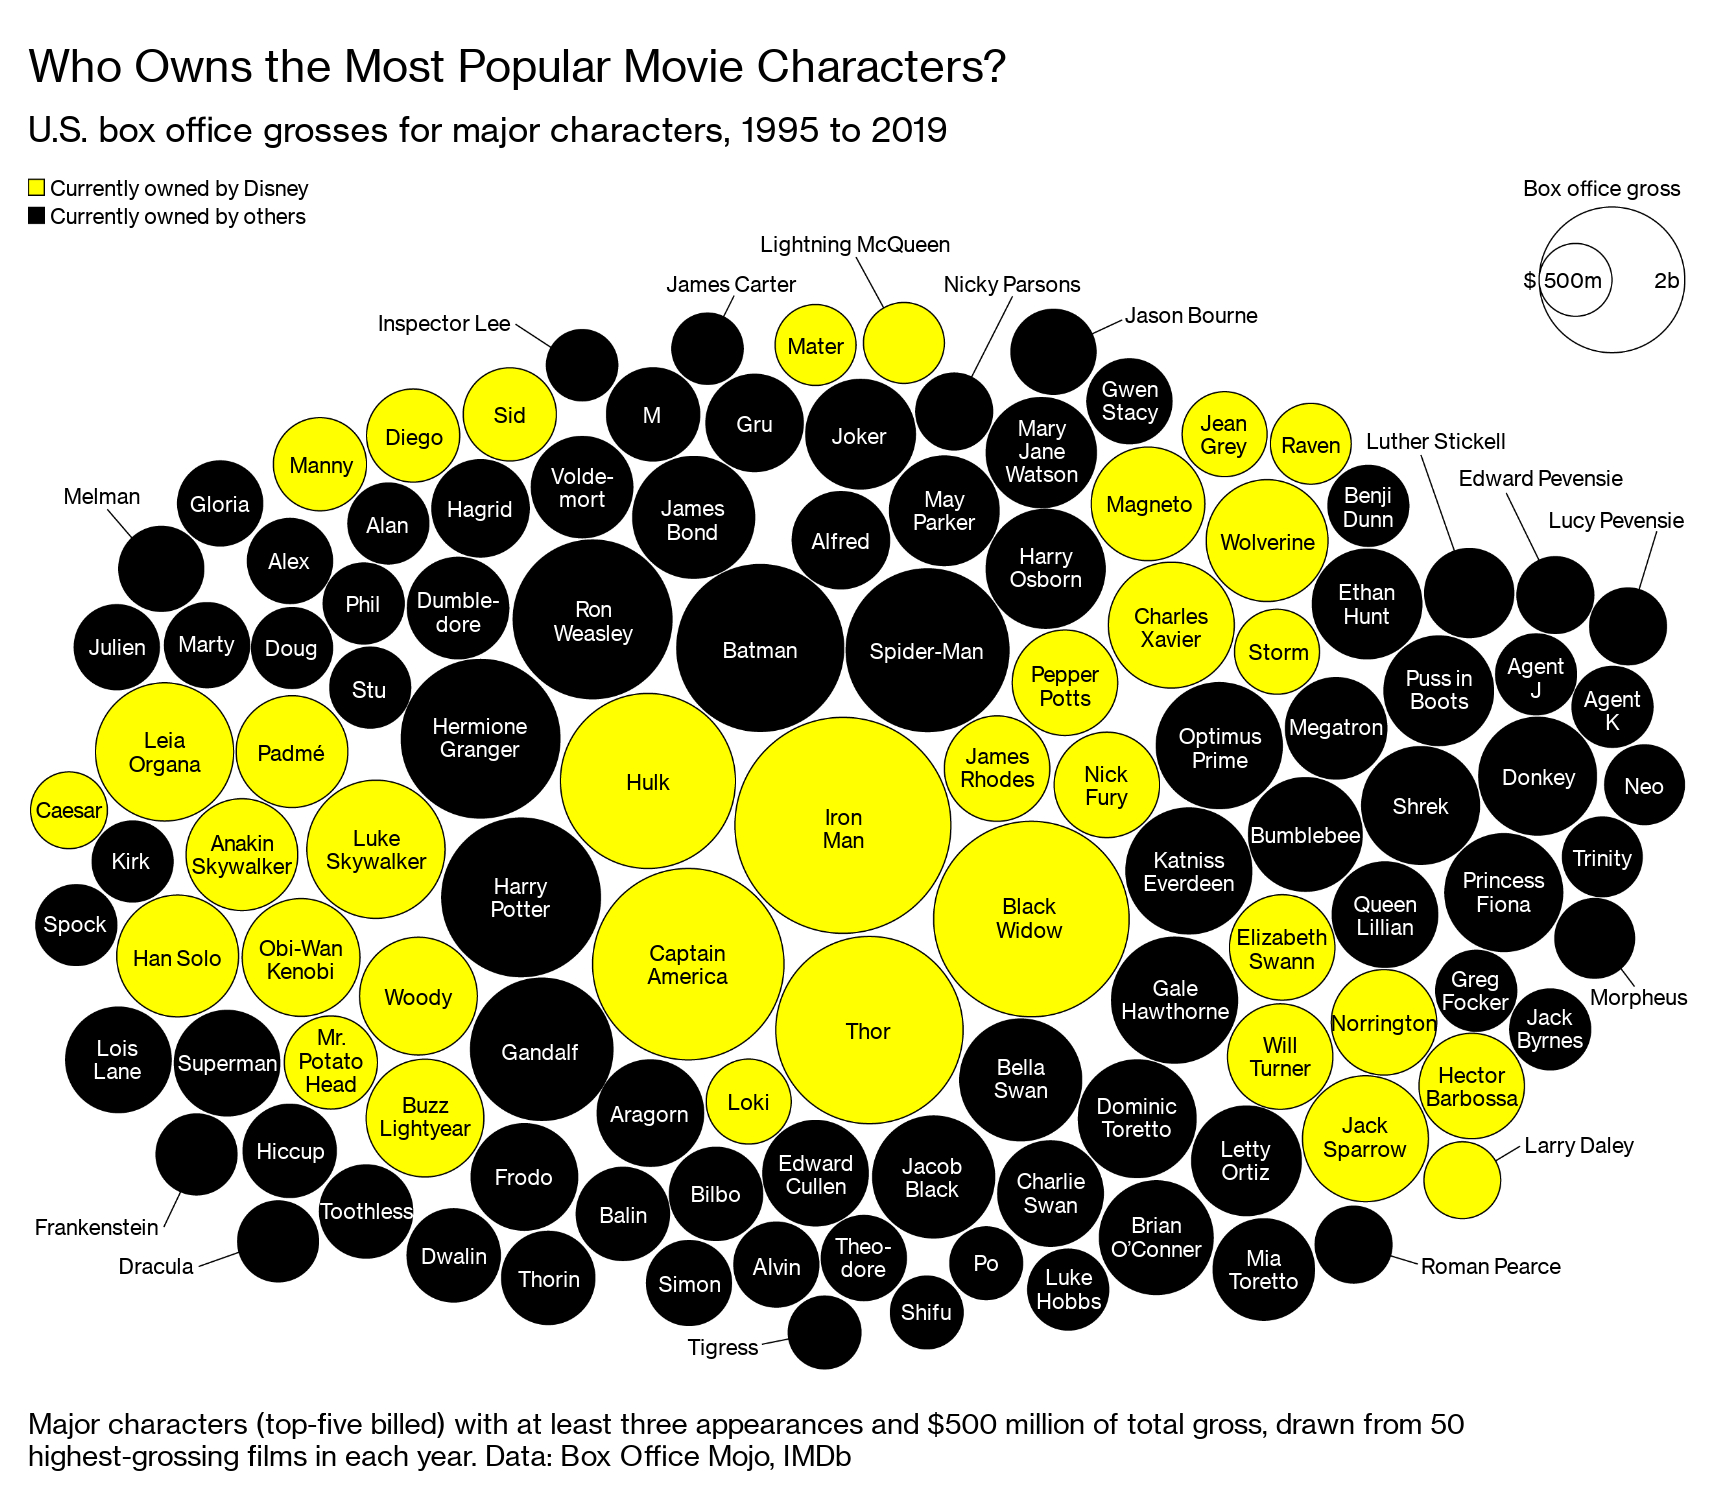 Who Owns the Most Popular Movie Characters?
U.S. box office grosses for major characters, 1995 to 2019
Currently owned by Disney
Currently owned by others
Box office gross
$ 500m 2b
Lightning McQueen
James Carter
Nicky Parsons
Inspector Lee
Jason Bourne
Mater
Sid
M
Gru
Joker
Gwen
Stacy
Diego
Manny
Mary
Jane
Watson
Jean
Grey
Raven
Luther Stickell
Edward Pevensie
Lucy Pevensie
Melman
Gloria
Alan
Hagrid
Volde-
mort
James
Bond
Alfred
May
Parker
Magneto
Benji
Dunn
Alex
Harry
Osborn
Wolverine
Phil
Dumble-
dore
Ron
Weasley
Batman
Spider-Man
Charles
Xavier
Storm
Ethan
Hunt
Julien
Marty
Doug
Stu
Pepper
Potts
Puss in
Boots
Agent
J
Agent
K
Leia
Organa
Padmé
Hermione
Granger
Hulk
Iron
Man
James
Rhodes
Nick
Fury
Optimus
Prime
Megatron
Donkey
Neo
Caesar
Kirk
Anakin
Skywalker
Luke
Skywalker
Shrek
Bumblebee
Katniss
Everdeen
Trinity
Spock
Harry
Potter
Black
Widow
Princess
Fiona
Queen
Lillian
Han Solo
Obi-Wan
Kenobi
Woody
Captain
America
Elizabeth
Swann
Morpheus
Gale
Hawthorne
Greg
Focker
Norrington
Jack
Byrnes
Lois
Lane
Superman
Mr.
Potato
Head
Gandalf
Thor
Bella
Swan
Will
Turner
Hector
Barbossa
Buzz
Lightyear
Aragorn
Loki
Dominic
Toretto
Jack
Sparrow
Larry Daley
Hiccup
Frodo
Bilbo
Edward
Cullen
Jacob
Black
Charlie
Swan
Letty
Ortiz
Frankenstein
Toothless
Balin
Brian
O’Conner
Dracula
Dwalin
Thorin
Simon
Alvin
Theo-
dore
Po
Luke
Hobbs
Mia
Toretto
Roman Pearce
Shifu
Tigress
Major characters (top-five billed) with at least three appearances and $500 million of total gross, drawn from 50
highest-grossing films in each year. Data: Box Office Mojo, IMDb